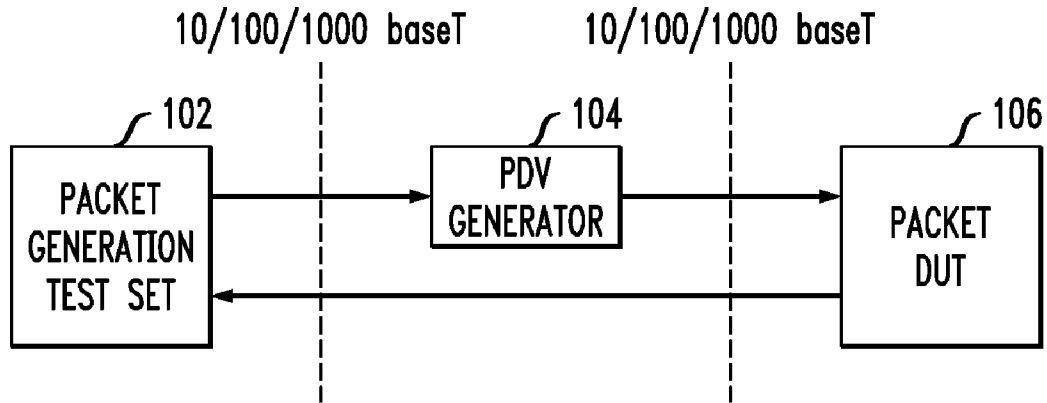 10/100/1000 baseT
10/100/1000 baseT
102
104
106
PACKET
GENERATION
TEST SET
PDV
GENERATOR
PACKET
DUT